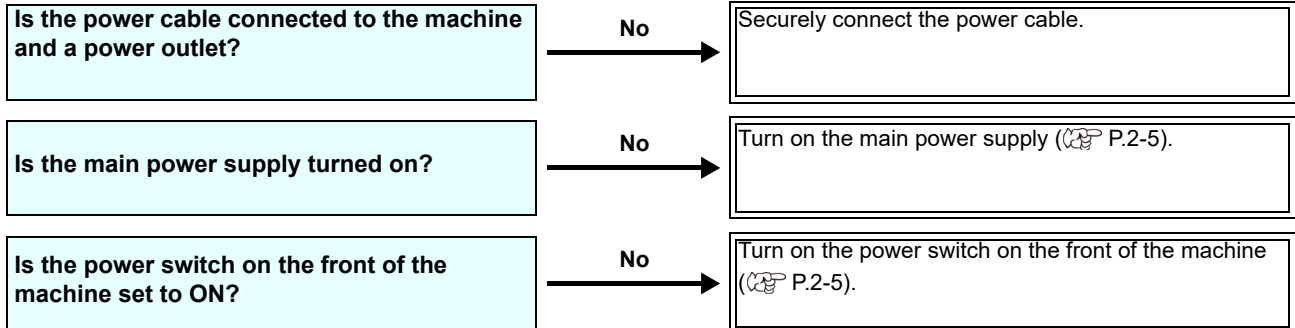 Is the power cable connected to the machine
and a power outlet?
No
Securely connect the power cable.
Is the main power supply turned on?
No
Turn on the main power supply ( P.2-5).
Is the power switch on the front of the
machine set to ON?
No
Turn on the power switch on the front of the machine
( P.2-5).